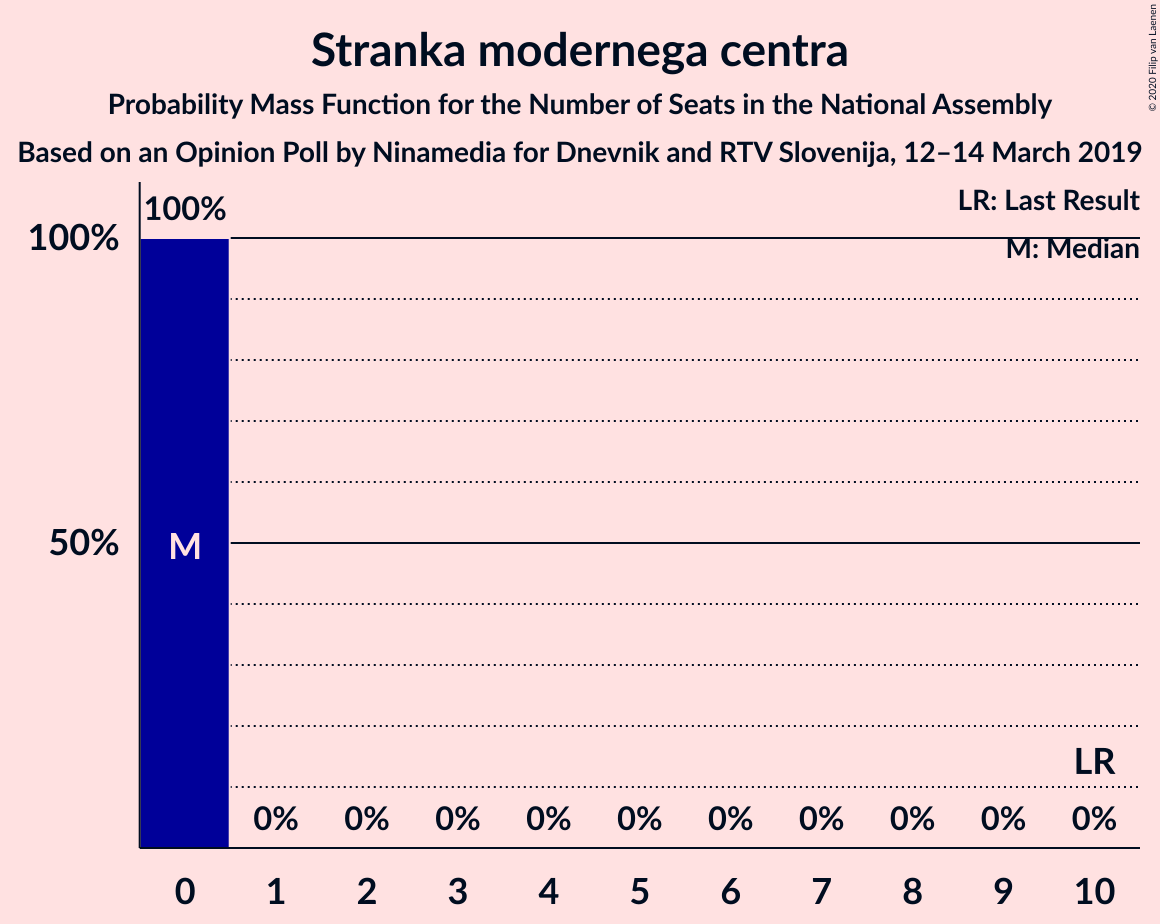 Stranka modernega centra
Probability Mass Function for the Number of Seats in the National Assembly
Based on an Opinion Poll by Ninamedia for Dnevnik and RTV Slovenija, 12–14 March 2019
© 2020 Filip van Laenen
LR: Last Result
M: Median
100%
100%
50%
M
LR
0% 0% 0% 0% 0% 0% 0% 0% 0% 0%
0 1 2 3 4 5 6 7 8 9 10